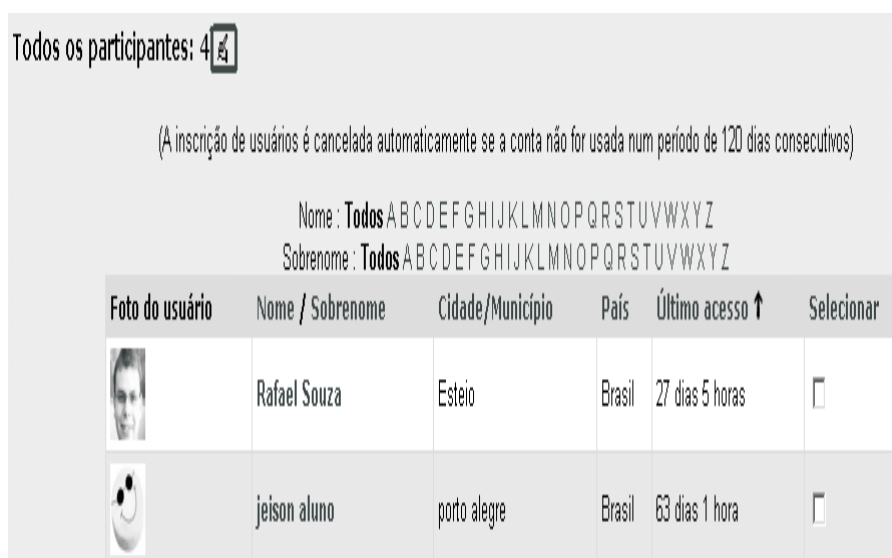 Todos os participantes: 4
(A inscrição de usuários é cancelada automaticamente se a conta não for usada num período de 120 dias consecutivos)
Nome : Todos A B C D E F G H I J K L M N O P Q R S T U V W X Y Z
Sobrenome : Todos A B C D E F G H I J K L M N O P Q R S T U V W X Y Z
Foto do usuário Nome / Sobrenome Cidade/Município País Último acesso ↑ Selecionar
Rafael Souza Esteio Brasil 27 dias 5 horas
jeison aluno porto alegre Brasil 63 dias 1 hora